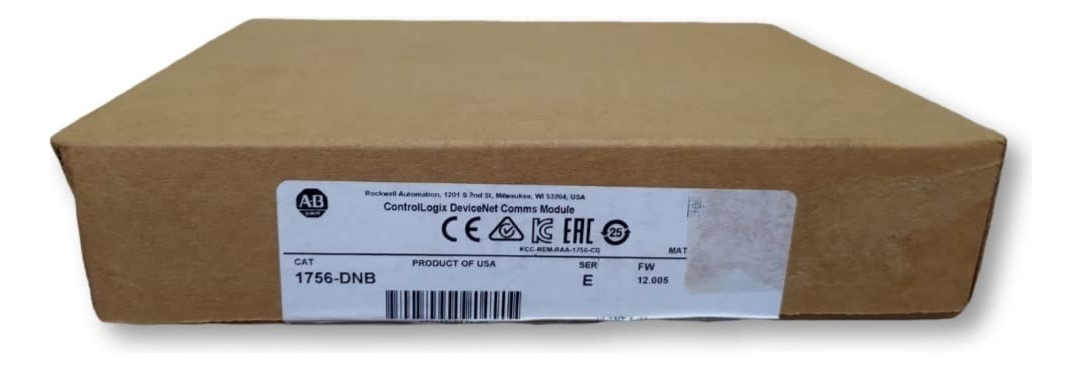 AB
Rockwell Automation, 1201 S 2nd St, Milwaukee, WI 53204, USA
ControlLogix DeviceNet Comms Module
CE EAC 25
KCC-REM-RAA-1756-CG
MAT
CAT PRODUCT OF USA SER FW
1756-DNB E 12.005